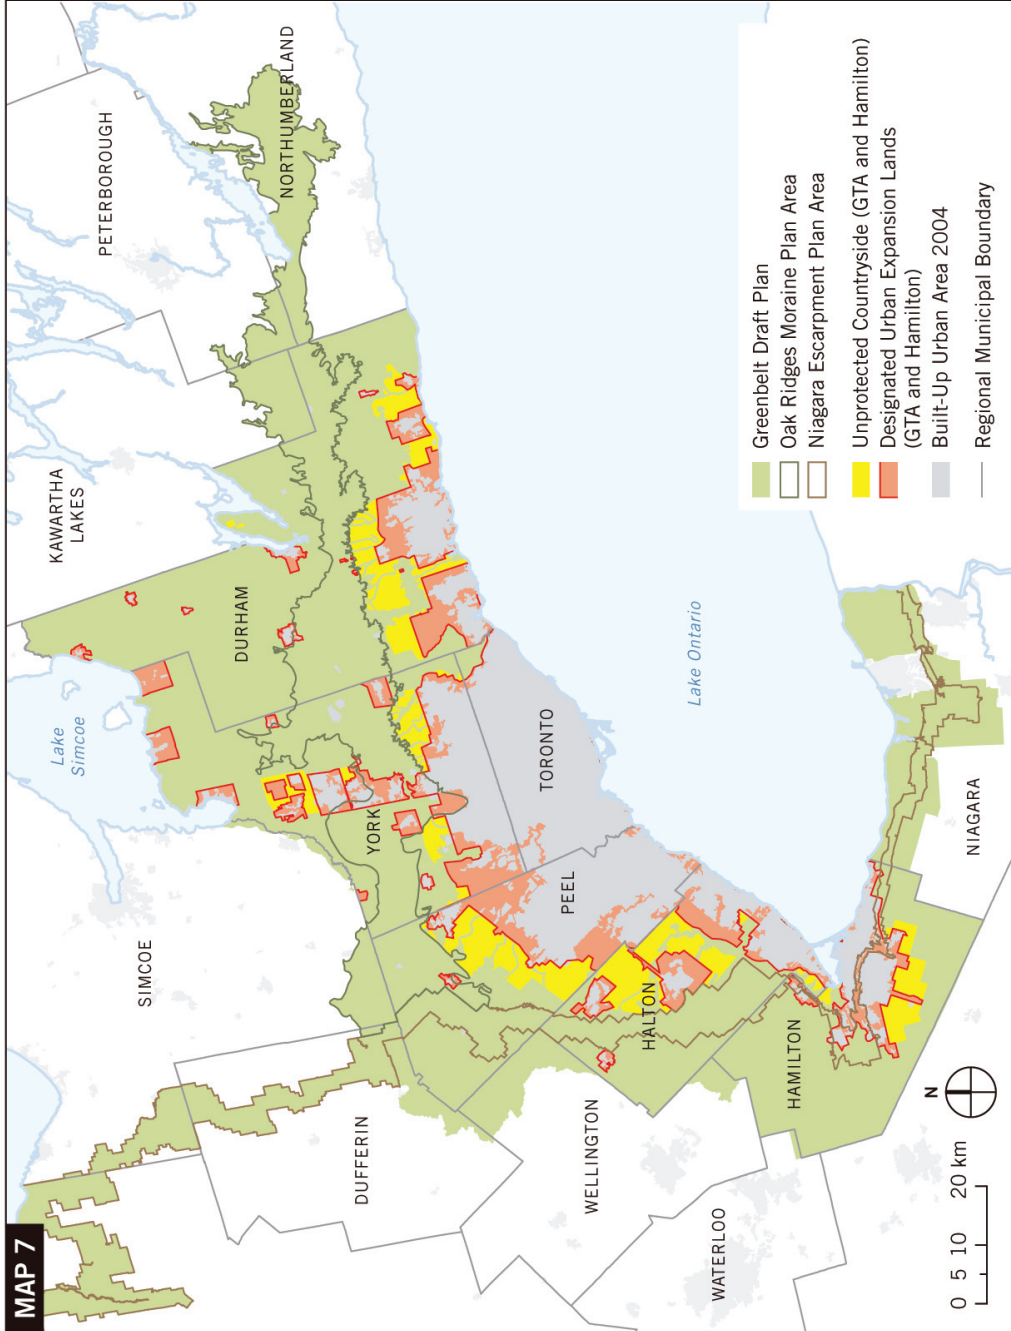 MAP 7
PETERBOROUGH
NORTHUMBERLAND
KAWARTHA
LAKES
DURHAM
Lake
Simcoe
SIMCOE
YORK
TORONTO
PEEL
Lake Ontario
DUFFERIN
WELLINGTON
HALTON
HAMILTON
WATERLOO
NIAGARA
Greenbelt Draft Plan
Oak Ridges Moraine Plan Area
Niagara Escarpment Plan Area
Unprotected Countryside (GTA and Hamilton)
Designated Urban Expansion Lands
(GTA and Hamilton)
Built-Up Urban Area 2004
Regional Municipal Boundary
N
0 5 10 20 km